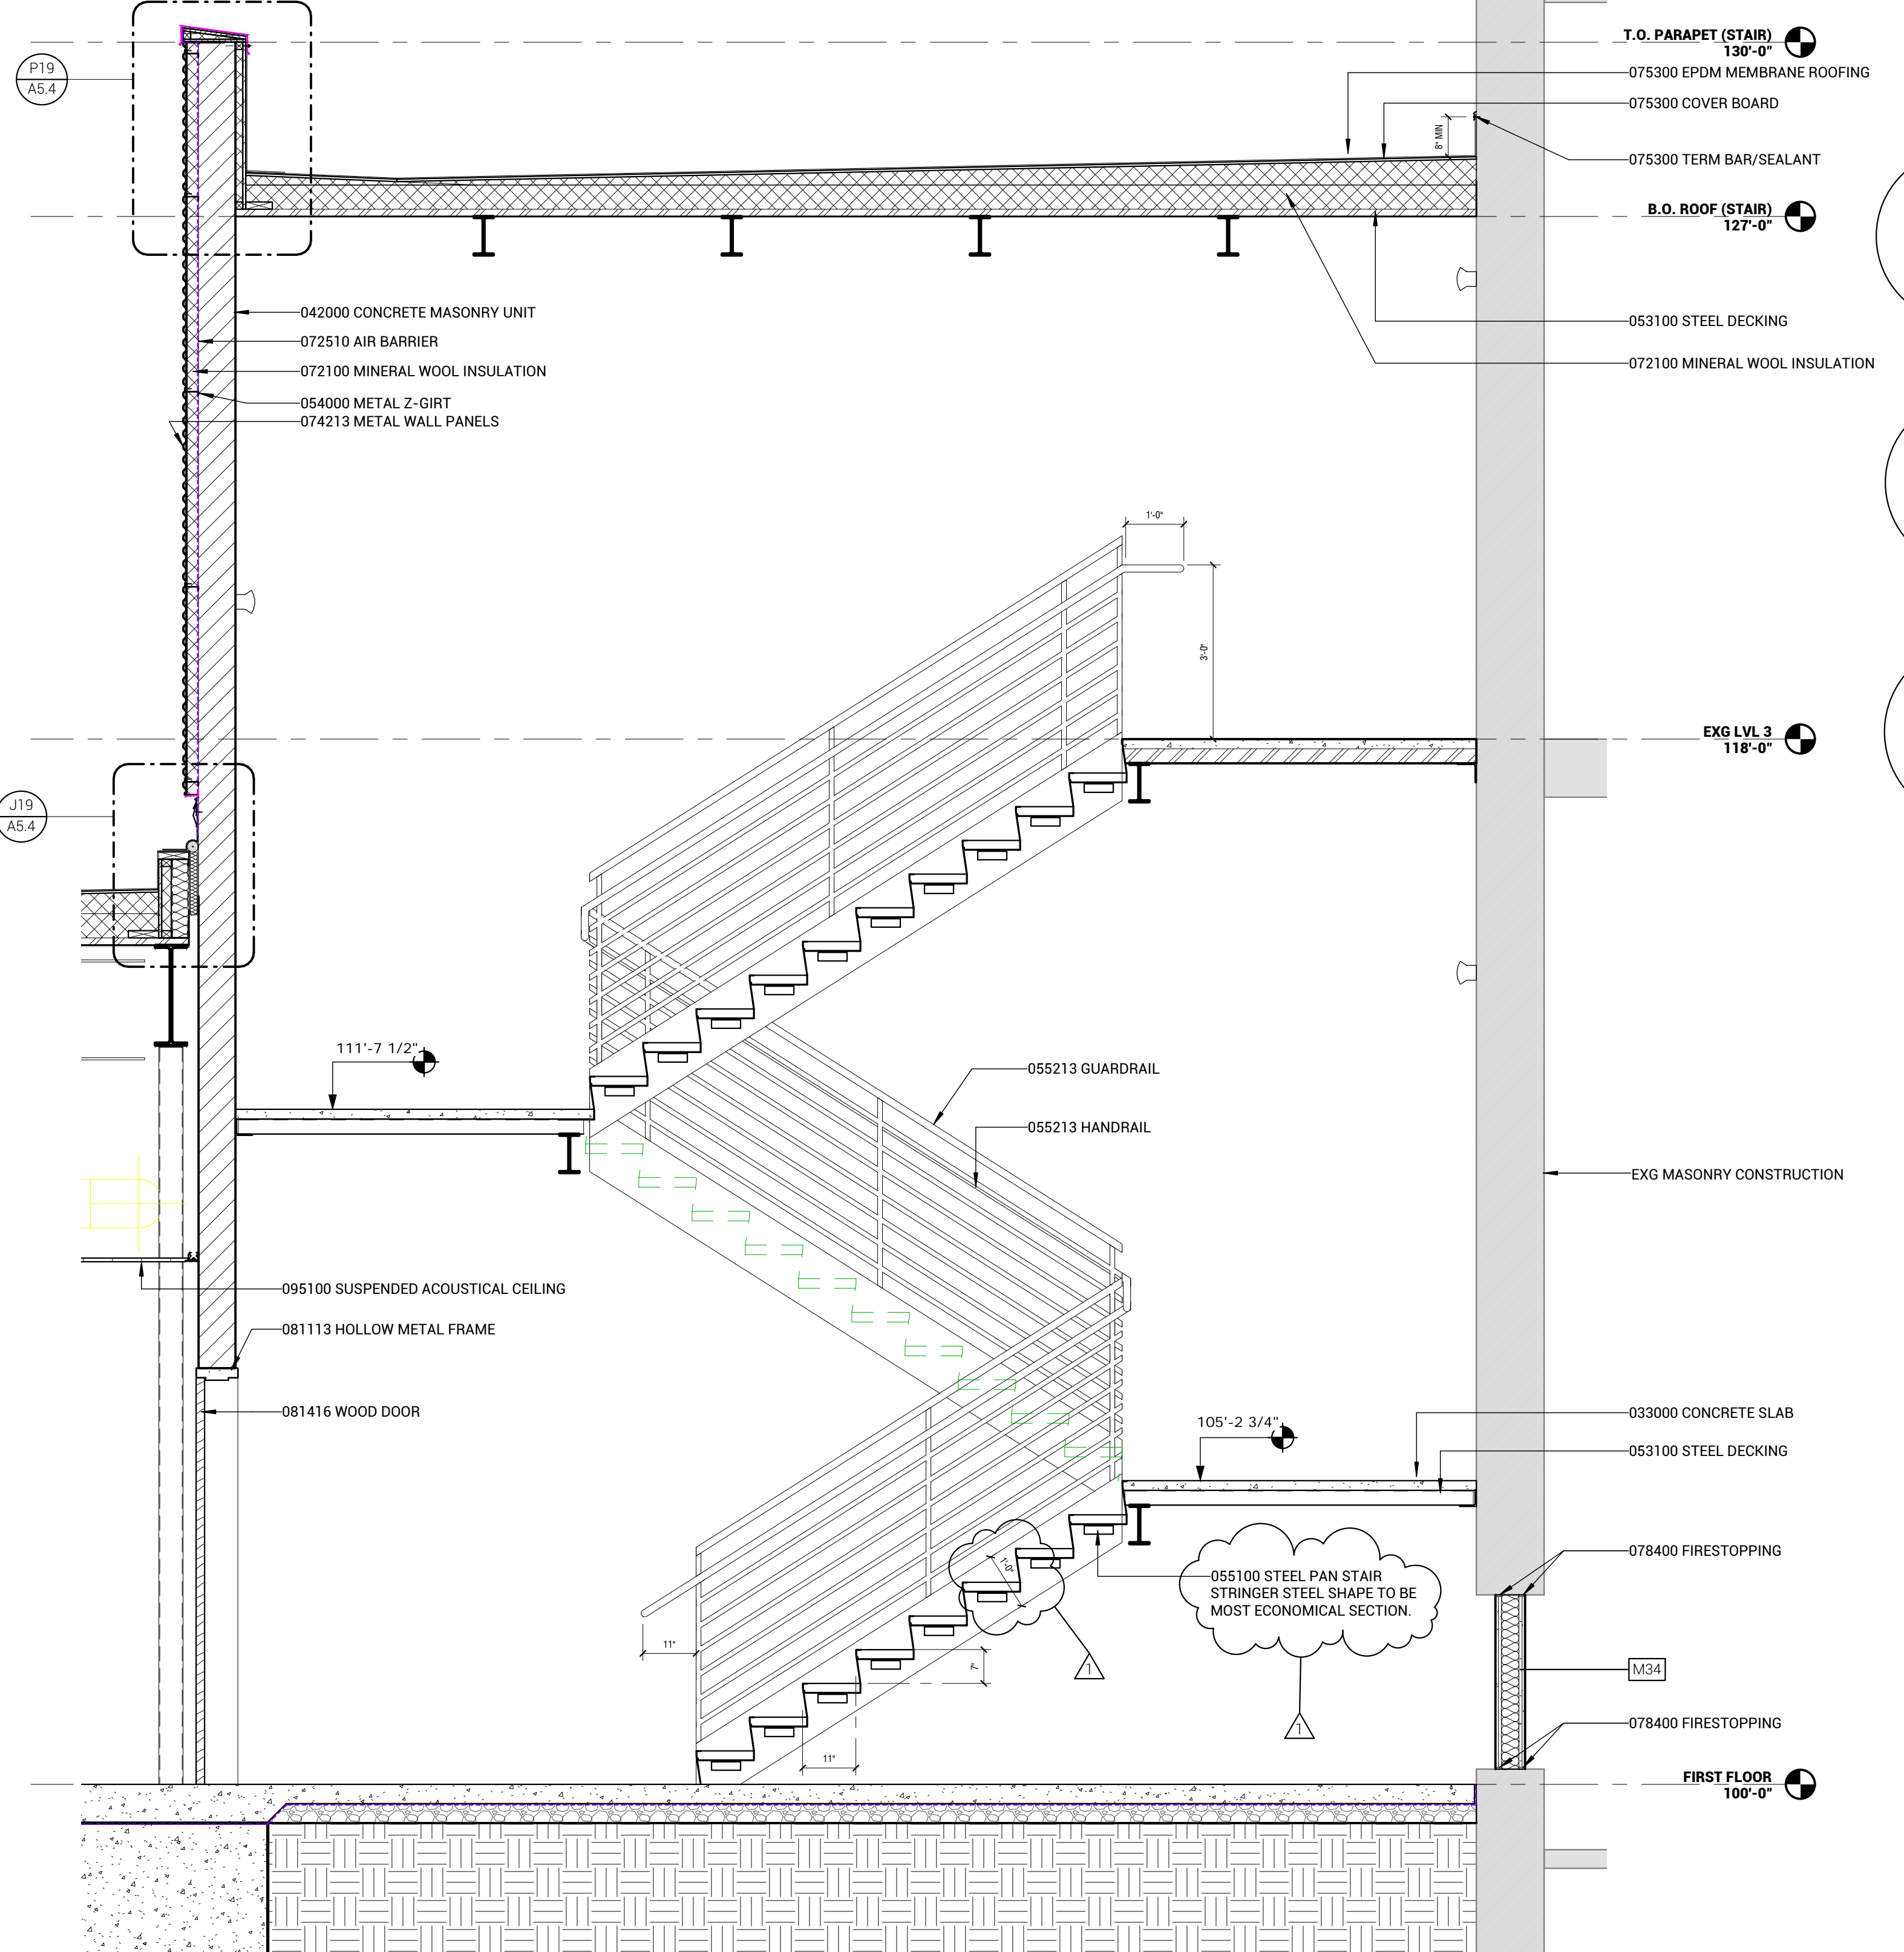 T.O. PARAPET (STAIR)
130'-0"
P19
A5.4
075300 EPDM MEMBRANE ROOFING
075300 COVER BOARD
8" MIN
075300 TERM BAR/SEALANT
B.O. ROOF (STAIR)
127'-0"
042000 CONCRETE MASONRY UNIT
053100 STEEL DECKING
072510 AIR BARRIER
072100 MINERAL WOOL INSULATION
072100 MINERAL WOOL INSULATION
054000 METAL Z-GIRT
074213 METAL WALL PANELS
1'-0"
3'-0"
EXG LVL 3
118'-0"
J19
A5.4
111'-7 1/2"
055213 GUARDRAIL
055213 HANDRAIL
EXG MASONRY CONSTRUCTION
095100 SUSPENDED ACOUSTICAL CEILING
081113 HOLLOW METAL FRAME
081416 WOOD DOOR
105'-2 3/4"
033000 CONCRETE SLAB
053100 STEEL DECKING
078400 FIRESTOPPING
1'-0"
055100 STEEL PAN STAIR
STRINGER STEEL SHAPE TO BE
MOST ECONOMICAL SECTION.
11"
7"
1
M34
1
078400 FIRESTOPPING
11"
FIRST FLOOR
100'-0"